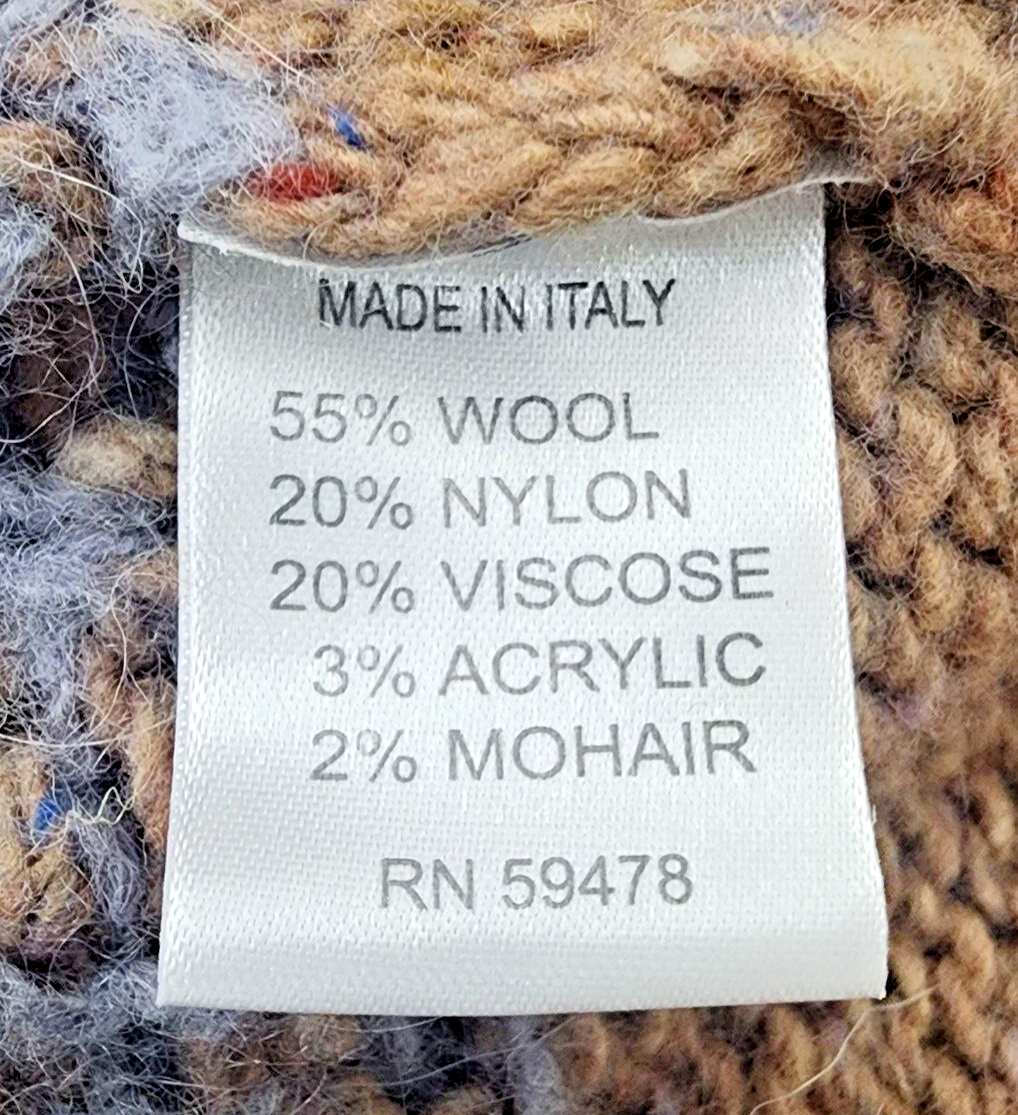 MADE IN ITALY
55% WOOL
20% NYLON
20% VISCOSE
3% ACRYLIC
2% MOHAIR
RN 59478